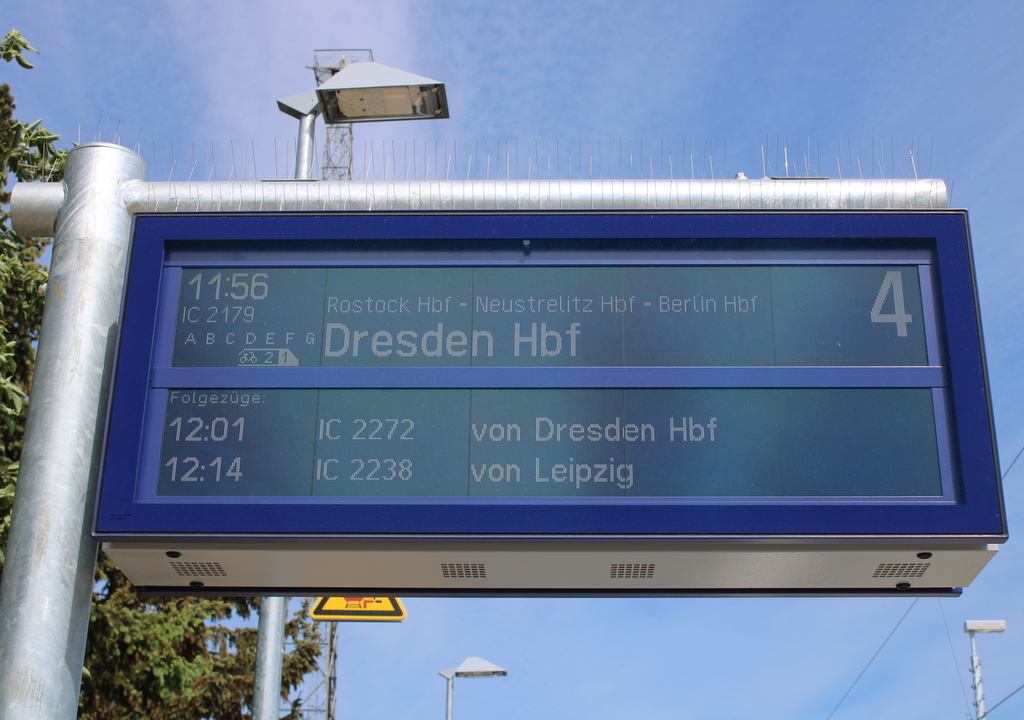 11:56
IC 2179
A B C D E F G
2 1
Rostock Hbf - Neustrelitz Hbf - Berlin Hbf
Dresden Hbf
4
Folgezüge:
12:01 IC 2272 von Dresden Hbf
12:14 IC 2238 von Leipzig